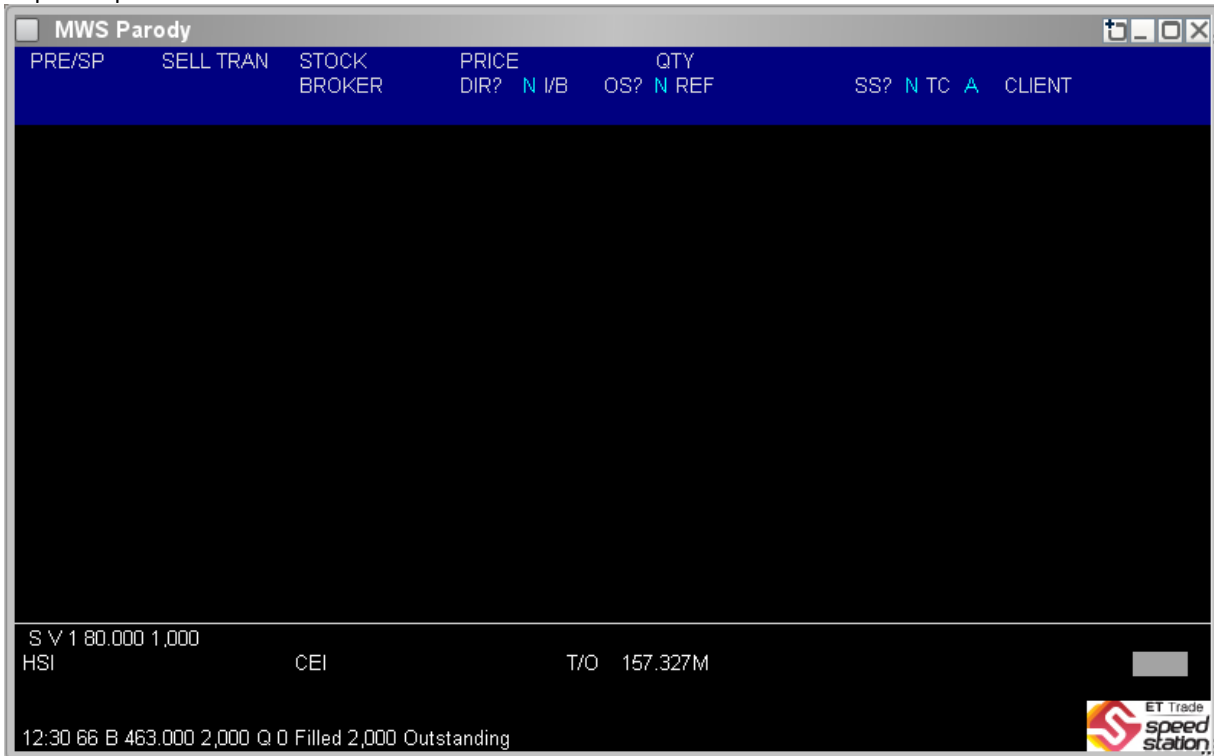 MWS Parody
PRE/SP SELL TRAN STOCK PRICE QTY
BROKER DIR? N I/B OS? N REF SS? N TC A CLIENT
S V 1 80.000 1,000
HSI CEI T/O 157.327M
ET Trade
speed
station
12:30 66 B 463.000 2,000 Q 0 Filled 2,000 Outstanding